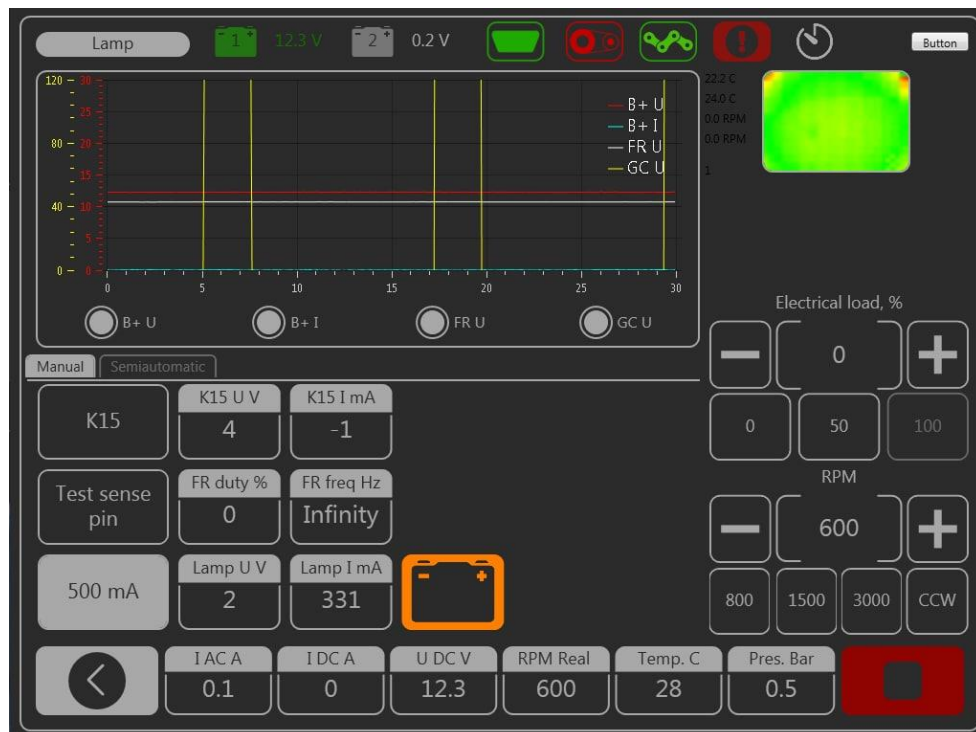 Lamp
- 1 + 12.3 V
- 2 + 0.2 V
Button
120 20
25
80 20
15
40 10
5
0 0
0 5 10 15 20 25 30
B+ U
B+ I
FR U
GC U
B+ U B+ I FR U GC U
22.2 C
24.0 C
0.0 RPM
0.0 RPM
1
Electrical load, %
0
0 50 100
RPM
600
800 1500 3000 CCW
Manual Semiautomatic
K15
K15 U V K15 I mA
4 -1
Test sense
pin
FR duty % FR freq Hz
0 Infinity
500 mA
Lamp U V Lamp I mA
2 331
I AC A I DC A U DC V RPM Real Temp. C Pres. Bar
0.1 0 12.3 600 28 0.5